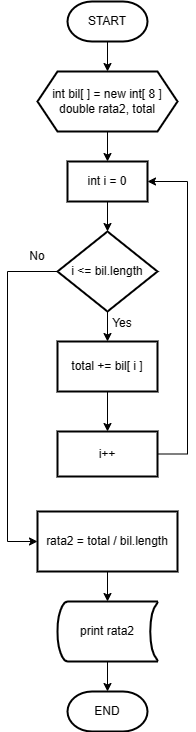 START
int bil[ ] = new int[ 8 ]
double rata2, total
int i = 0
i <= bil.length
No
Yes
total += bil[ i ]
i++
rata2 = total / bil.length
print rata2
END